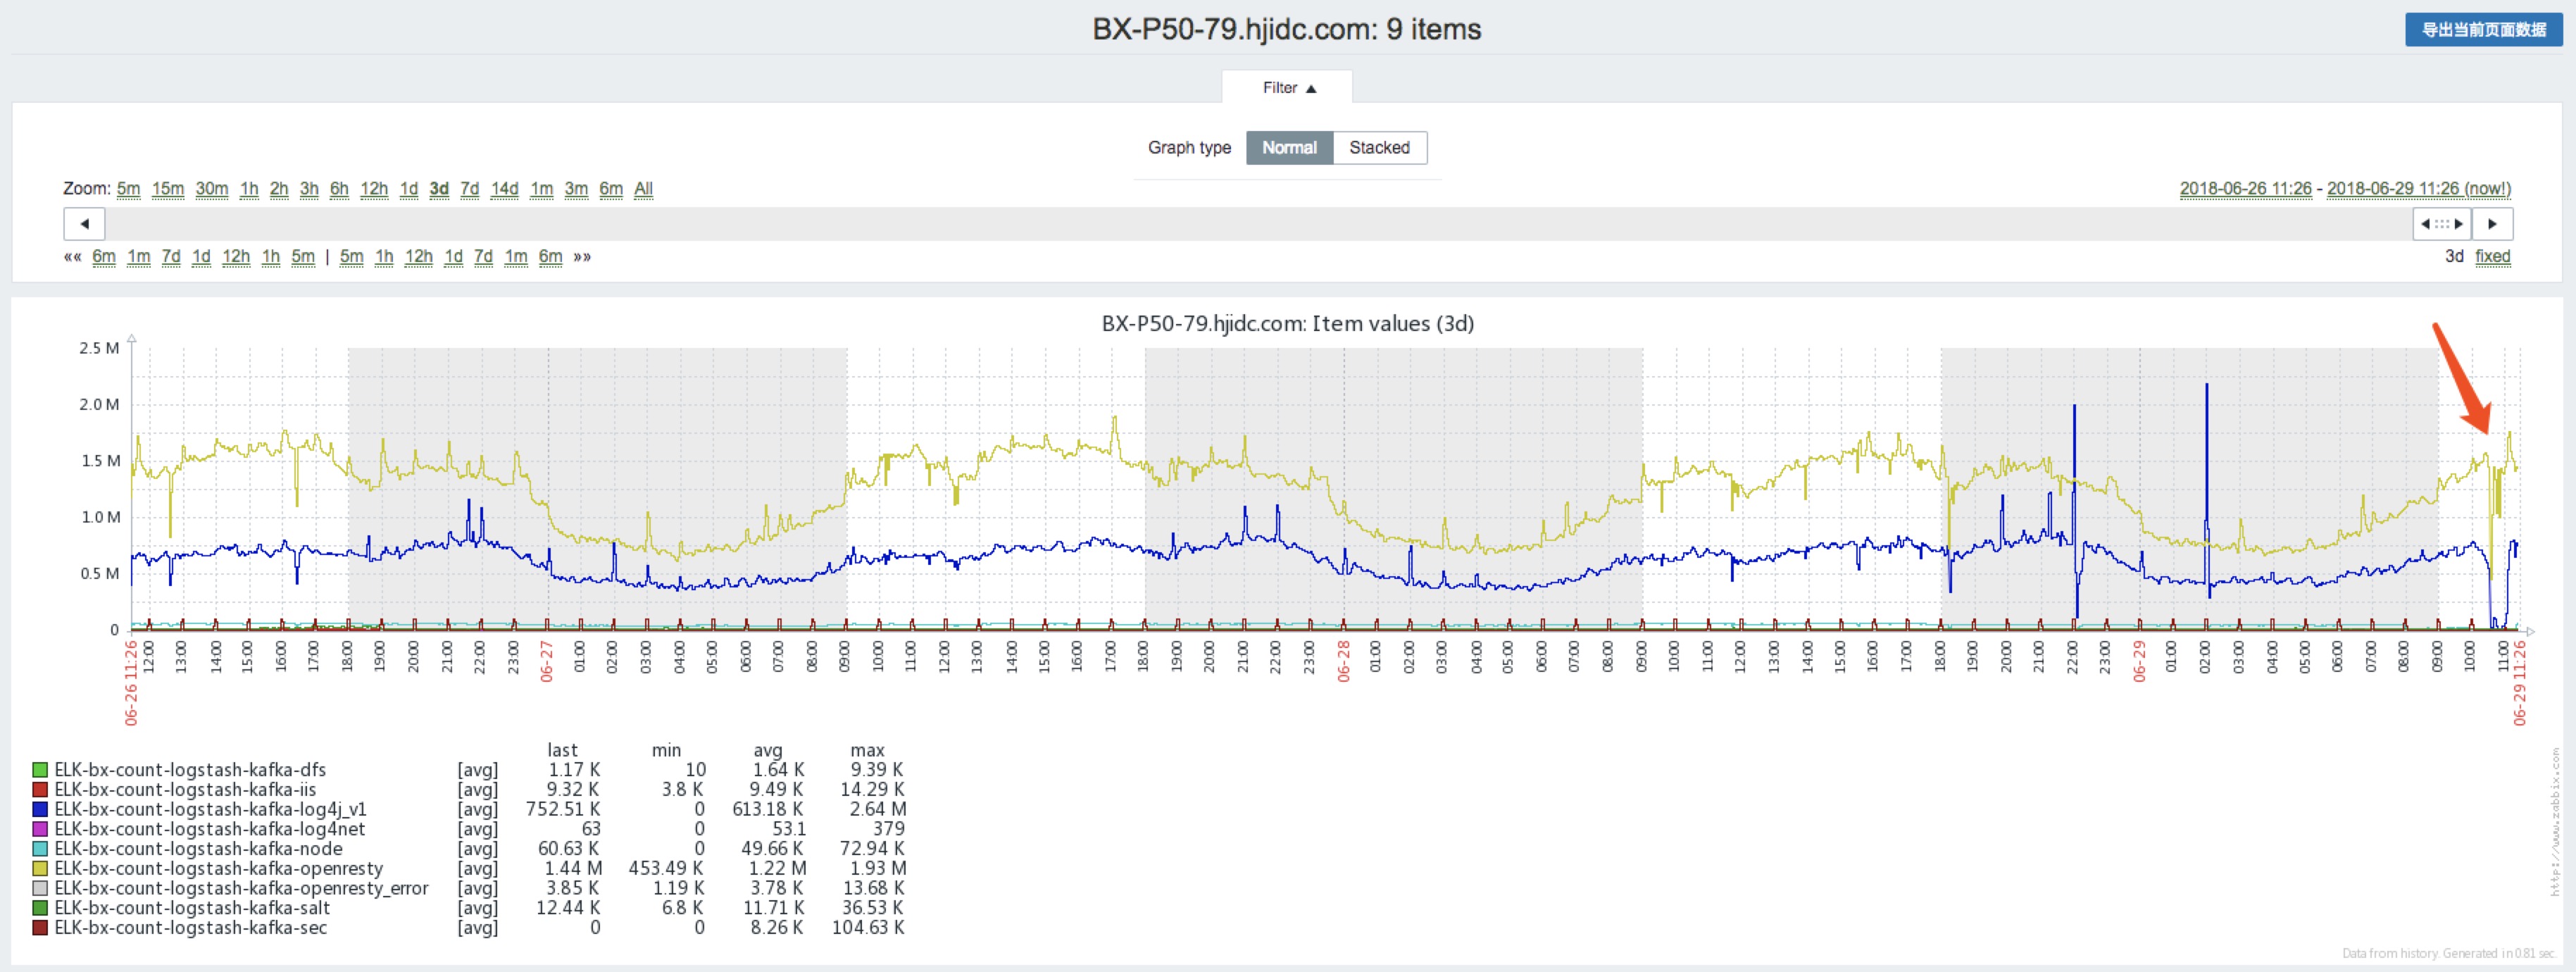 BX-P50-79.hjidc.com: 9 items
导出当前页面数据
Filter ▲
Graph type Normal Stacked
Zoom: 5m 15m 30m 1h 2h 3h 6h 12h 1d 3d 7d 14d 1m 3m 6m All
2018-06-26 11:26 - 2018-06-29 11:26 (now!)
«« 6m 1m 7d 1d 12h 1h 5m | 5m 1h 12h 1d 7d 1m 6m »»
3d fixed
BX-P50-79.hjidc.com: Item values (3d)
2.5 M
2.0 M
1.5 M
1.0 M
0.5 M
0
06-26 11:26 12:00 13:00 14:00 15:00 16:00 17:00 18:00 19:00 20:00 21:00 22:00 23:00 06-27 01:00 02:00 03:00 04:00 05:00 06:00 07:00 08:00 09:00 10:00 11:00 12:00 13:00 14:00 15:00 16:00 17:00 18:00 19:00 20:00 21:00 22:00 23:00 06-28 01:00 02:00 03:00 04:00 05:00 06:00 07:00 08:00 09:00 10:00 11:00 12:00 13:00 14:00 15:00 16:00 17:00 18:00 19:00 20:00 21:00 22:00 23:00 06-29 01:00 02:00 03:00 04:00 05:00 06:00 07:00 08:00 09:00 10:00 11:00 06-29 11:26
last min avg max
ELK-bx-count-logstash-kafka-dfs [avg] 1.17 K 10 1.64 K 9.39 K
ELK-bx-count-logstash-kafka-iis [avg] 9.32 K 3.8 K 9.49 K 14.29 K
ELK-bx-count-logstash-kafka-log4j_v1 [avg] 752.51 K 0 613.18 K 2.64 M
ELK-bx-count-logstash-kafka-log4net [avg] 63 0 53.1 379
ELK-bx-count-logstash-kafka-node [avg] 60.63 K 0 49.66 K 72.94 K
ELK-bx-count-logstash-kafka-openresty [avg] 1.44 M 453.49 K 1.22 M 1.93 M
ELK-bx-count-logstash-kafka-openresty_error [avg] 3.85 K 1.19 K 3.78 K 13.68 K
ELK-bx-count-logstash-kafka-salt [avg] 12.44 K 6.8 K 11.71 K 36.53 K
ELK-bx-count-logstash-kafka-sec [avg] 0 0 8.26 K 104.63 K
http://www.zabbix.com
Data from history. Generated in 0.81 sec.